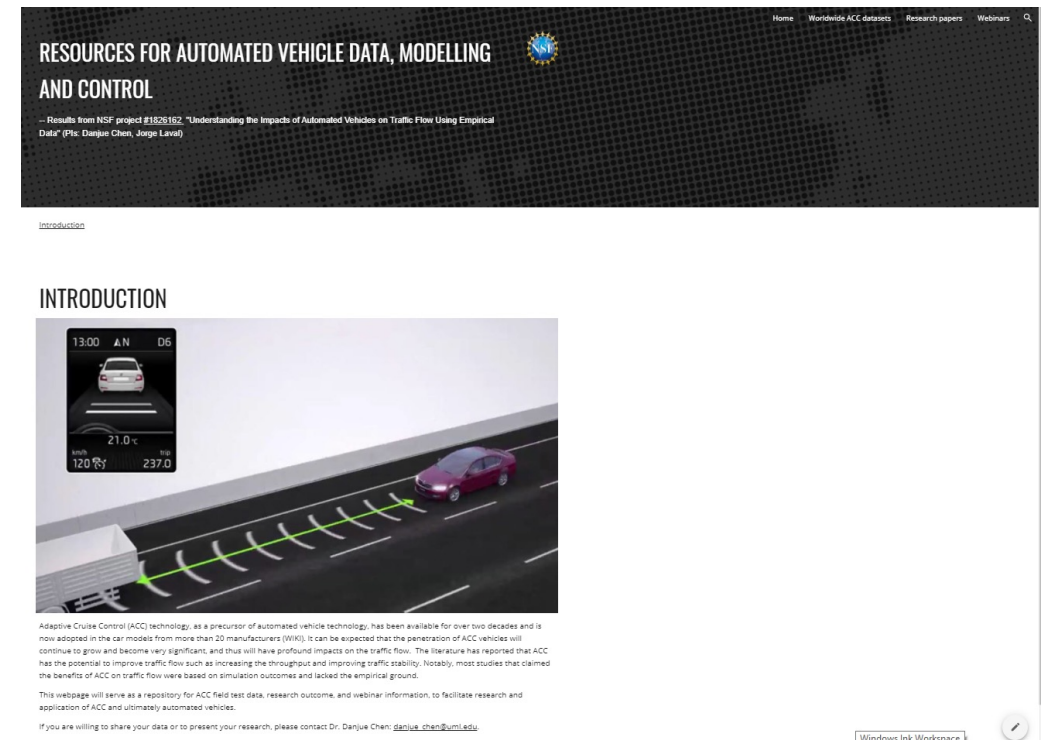 Home Worldwide ACC datasets Research papers Webinars
RESOURCES FOR AUTOMATED VEHICLE DATA, MODELLING
AND CONTROL
NSF
-- Results from NSF project #1826162, "Understanding the Impacts of Automated Vehicles on Traffic Flow Using Empirical
Data" (PIs: Danjue Chen, Jorge Laval)
Introduction
INTRODUCTION
13:00 N D6
21.0 °C
km/h trip
120 237.0
Adaptive Cruise Control (ACC) technology, as a precursor of automated vehicle technology, has been available for over two decades and is
now adopted in the car models from more than 20 manufacturers (WIKI). It can be expected that the penetration of ACC vehicles will
continue to grow and become very significant, and thus will have profound impacts on the traffic flow. The literature has reported that ACC
has the potential to improve traffic flow such as increasing the throughput and improving traffic stability. Notably, most studies that claimed
the benefits of ACC on traffic flow were based on simulation outcomes and lacked the empirical ground.
This webpage will serve as a repository for ACC field test data, research outcome, and webinar information, to facilitate research and
application of ACC and ultimately automated vehicles.
If you are willing to share your data or to present your research, please contact Dr. Danjue Chen: danjue_chen@uml.edu.
Windows Ink Workspace